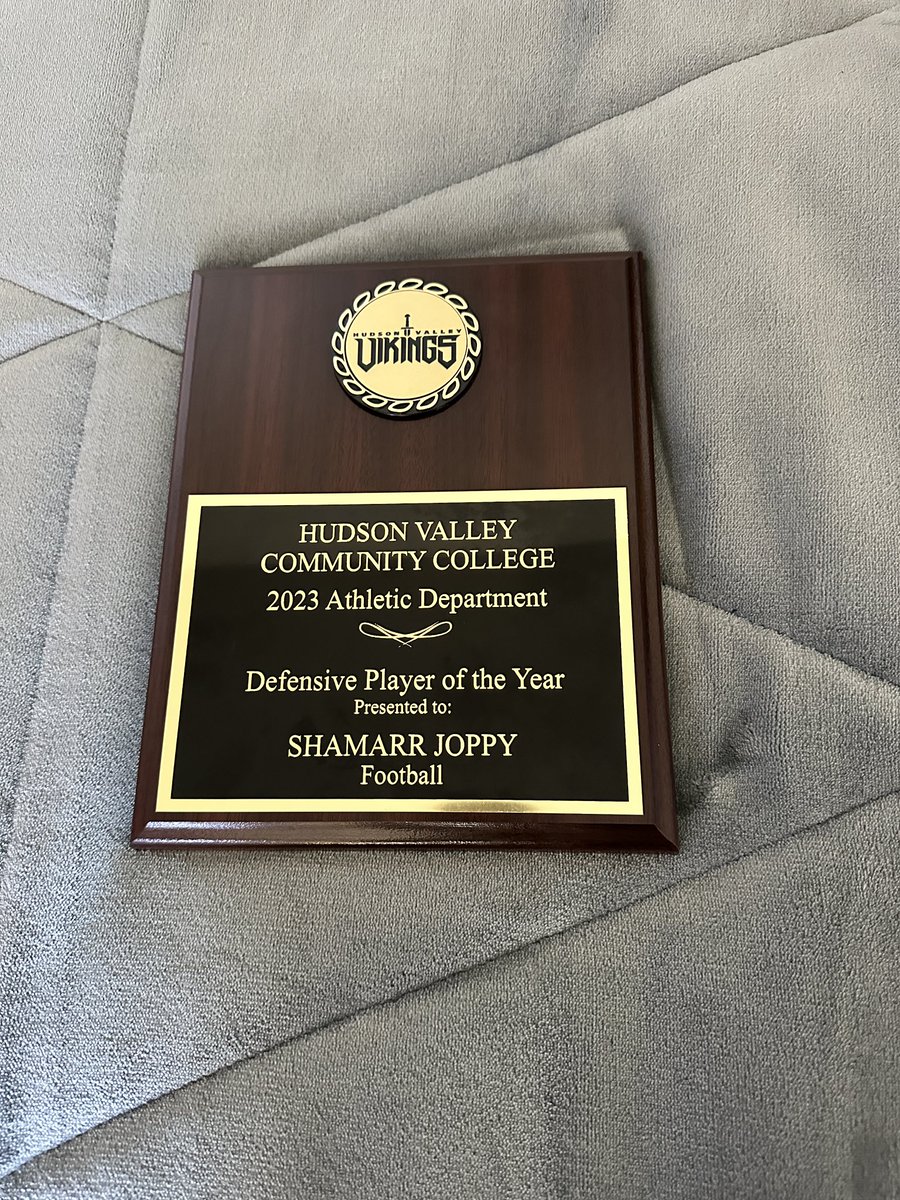 HUDSON VALLEY
VIKINGS
HUDSON VALLEY
COMMUNITY COLLEGE
2023 Athletic Department
Defensive Player of the Year
Presented to:
SHAMARR JOPPY
Football